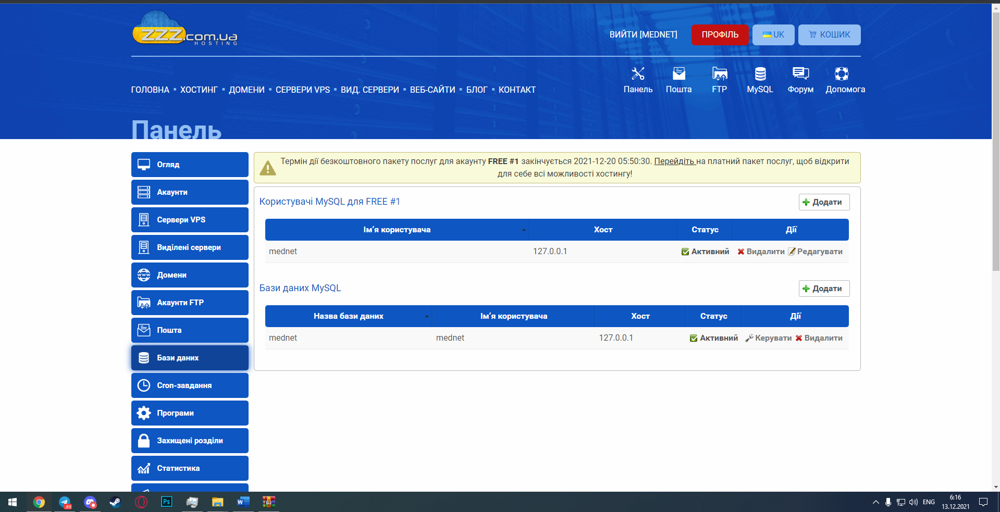 ZZZ.com.ua
HOSTING
ВИЙТИ [MEDNET]
ПРОФІЛЬ
UK
КОШИК
ГОЛОВНА ▪ ХОСТИНГ ▪ ДОМЕНИ ▪ СЕРВЕРИ VPS ▪ ВИД. СЕРВЕРИ ▪ ВЕБ-САЙТИ ▪ БЛОГ ▪ КОНТАКТ
Панель Пошта FTP MySQL Форум Допомога
Панель
Огляд
Акаунти
Сервери VPS
Виділені сервери
Домени
Акаунти FTP
Пошта
Бази даних
Cron-завдання
Програми
Захищені розділи
Статистика
Термін дії безкоштовного пакету послуг для акаунту FREE #1 закінчується 2021-12-20 05:50:30. Перейдіть на платний пакет послуг, щоб відкрити
для себе всі можливості хостингу!
Користувачі MySQL для FREE #1
Додати
Ім’я користувача Хост Статус Дії
mednet 127.0.0.1 Активний Видалити Редагувати
Бази даних MySQL
Додати
Назва бази даних Ім’я користувача Хост Статус Дії
mednet mednet 127.0.0.1 Активний Керувати Видалити
89
Ps
W
ENG
6:16
13.12.2021